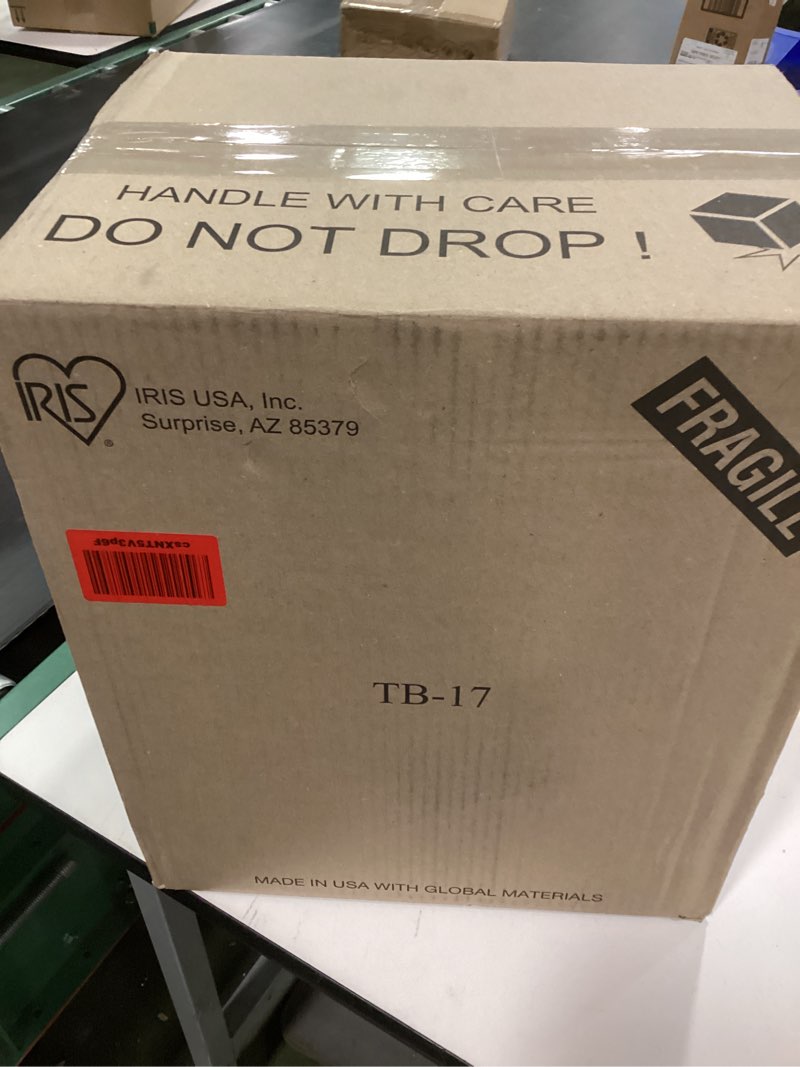 HANDLE WITH CARE
DO NOT DROP !
IRIS
®
IRIS USA, Inc.
Surprise, AZ 85379
FRAGILE
csXNTSV3p6F
TB-17
MADE IN USA WITH GLOBAL MATERIALS